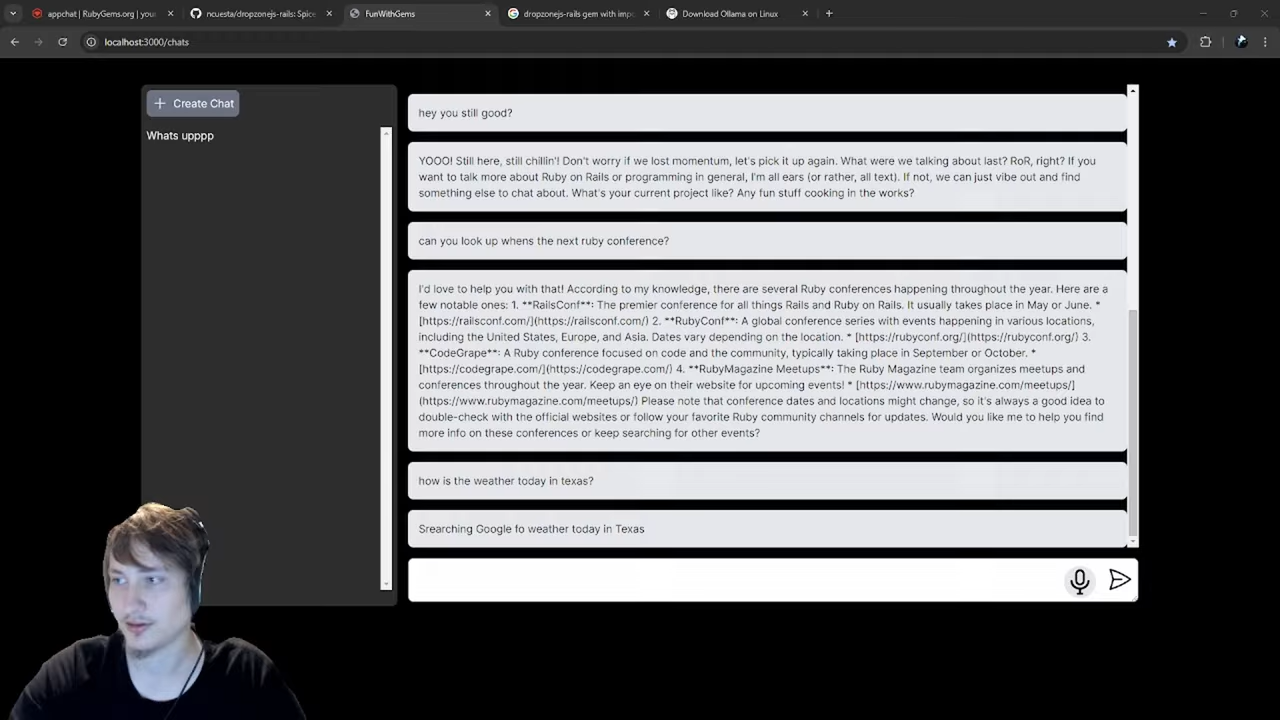 appchat | RubyGems.org | your
ncuesta/dropzonejs-rails: Spice
FunWithGems
dropzonejs-rails gem with impo
Download Ollama on Linux
localhost:3000/chats
Create Chat
Whats upppp
hey you still good?
YOOO! Still here, still chillin'! Don't worry if we lost momentum, let's pick it up again. What were we talking about last? RoR, right? If you
want to talk more about Ruby on Rails or programming in general, I'm all ears (or rather, all text). If not, we can just vibe out and find
something else to chat about. What's your current project like? Any fun stuff cooking in the works?
can you look up whens the next ruby conference?
I'd love to help you with that! According to my knowledge, there are several Ruby conferences happening throughout the year. Here are a
few notable ones: 1. **RailsConf**: The premier conference for all things Rails and Ruby on Rails. It usually takes place in May or June. *
[https://railsconf.com/](https://railsconf.com/) 2. **RubyConf**: A global conference series with events happening in various locations,
including the United States, Europe, and Asia. Dates vary depending on the location. * [https://rubyconf.org/](https://rubyconf.org/) 3.
**CodeGrape**: A Ruby conference focused on code and the community, typically taking place in September or October. *
[https://codegrape.com/](https://codegrape.com/) 4. **RubyMagazine Meetups**: The Ruby Magazine team organizes meetups and
conferences throughout the year. Keep an eye on their website for upcoming events! * [https://www.rubymagazine.com/meetups/]
(https://www.rubymagazine.com/meetups/) Please note that conference dates and locations might change, so it's always a good idea to
double-check with the official websites or follow your favorite Ruby community channels for updates. Would you like me to help you find
more info on these conferences or keep searching for other events?
how is the weather today in texas?
Srearching Google fo weather today in Texas